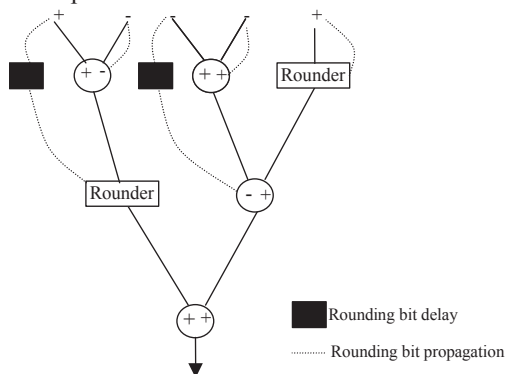 + - - - +
+ - + + Rounder
Rounder - +
+ +
Rounding bit delay
Rounding bit propagation